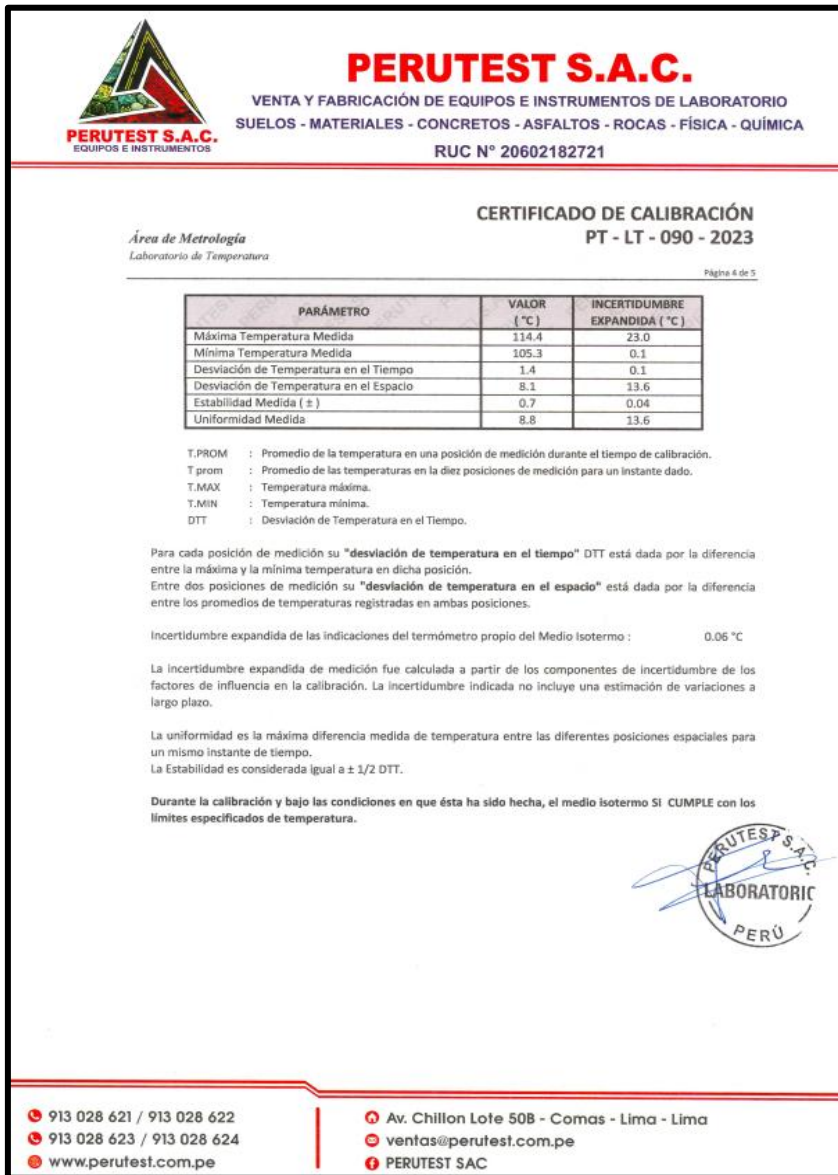 PERUTEST S.A.C.
EQUIPOS E INSTRUMENTOS
PERUTEST S.A.C.
VENTA Y FABRICACIÓN DE EQUIPOS E INSTRUMENTOS DE LABORATORIO
SUELOS - MATERIALES - CONCRETOS - ASFALTOS - ROCAS - FÍSICA - QUÍMICA
RUC N° 20602182721
CERTIFICADO DE CALIBRACIÓN
PT - LT - 090 - 2023
Área de Metrología
Laboratorio de Temperatura
Página 4 de 5
PARÁMETRO VALOR ( °C ) INCERTIDUMBRE EXPANDIDA ( °C )
Máxima Temperatura Medida 114.4 23.0
Mínima Temperatura Medida 105.3 0.1
Desviación de Temperatura en el Tiempo 1.4 0.1
Desviación de Temperatura en el Espacio 8.1 13.6
Estabilidad Medida ( ± ) 0.7 0.04
Uniformidad Medida 8.8 13.6
T.PROM : Promedio de la temperatura en una posición de medición durante el tiempo de calibración.
T prom : Promedio de las temperaturas en la diez posiciones de medición para un instante dado.
T.MAX : Temperatura máxima.
T.MIN : Temperatura mínima.
DTT : Desviación de Temperatura en el Tiempo.
Para cada posición de medición su "desviación de temperatura en el tiempo" DTT está dada por la diferencia
entre la máxima y la mínima temperatura en dicha posición.
Entre dos posiciones de medición su "desviación de temperatura en el espacio" está dada por la diferencia
entre los promedios de temperaturas registradas en ambas posiciones.
Incertidumbre expandida de las indicaciones del termómetro propio del Medio Isotermo : 0.06 °C
La incertidumbre expandida de medición fue calculada a partir de los componentes de incertidumbre de los
factores de influencia en la calibración. La incertidumbre indicada no incluye una estimación de variaciones a
largo plazo.
La uniformidad es la máxima diferencia medida de temperatura entre las diferentes posiciones espaciales para
un mismo instante de tiempo.
La Estabilidad es considerada igual a ± 1/2 DTT.
Durante la calibración y bajo las condiciones en que ésta ha sido hecha, el medio isotermo SI CUMPLE con los
límites especificados de temperatura.
PERUTEST S.A.C.
LABORATORIO
PERÚ
913 028 621 / 913 028 622
913 028 623 / 913 028 624
www.perutest.com.pe
Av. Chillon Lote 50B - Comas - Lima - Lima
ventas@perutest.com.pe
PERUTEST SAC